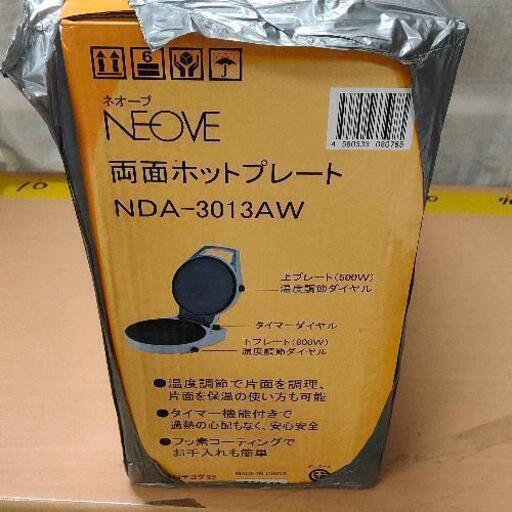 6
ネオーブ
NEOVE
4 580333 080785
両面ホットプレート
NDA-3013AW
上プレート(500W)
温度調節ダイヤル
タイマーダイヤル
下プレート(800W)
温度調節ダイヤル
●温度調節で片面を調理、
片面を保温の使い方も可能
●タイマー機能付きで
過熱の心配もなく、安心安全
●フッ素コーティングで
お手入れも簡単
MADE IN CHINA